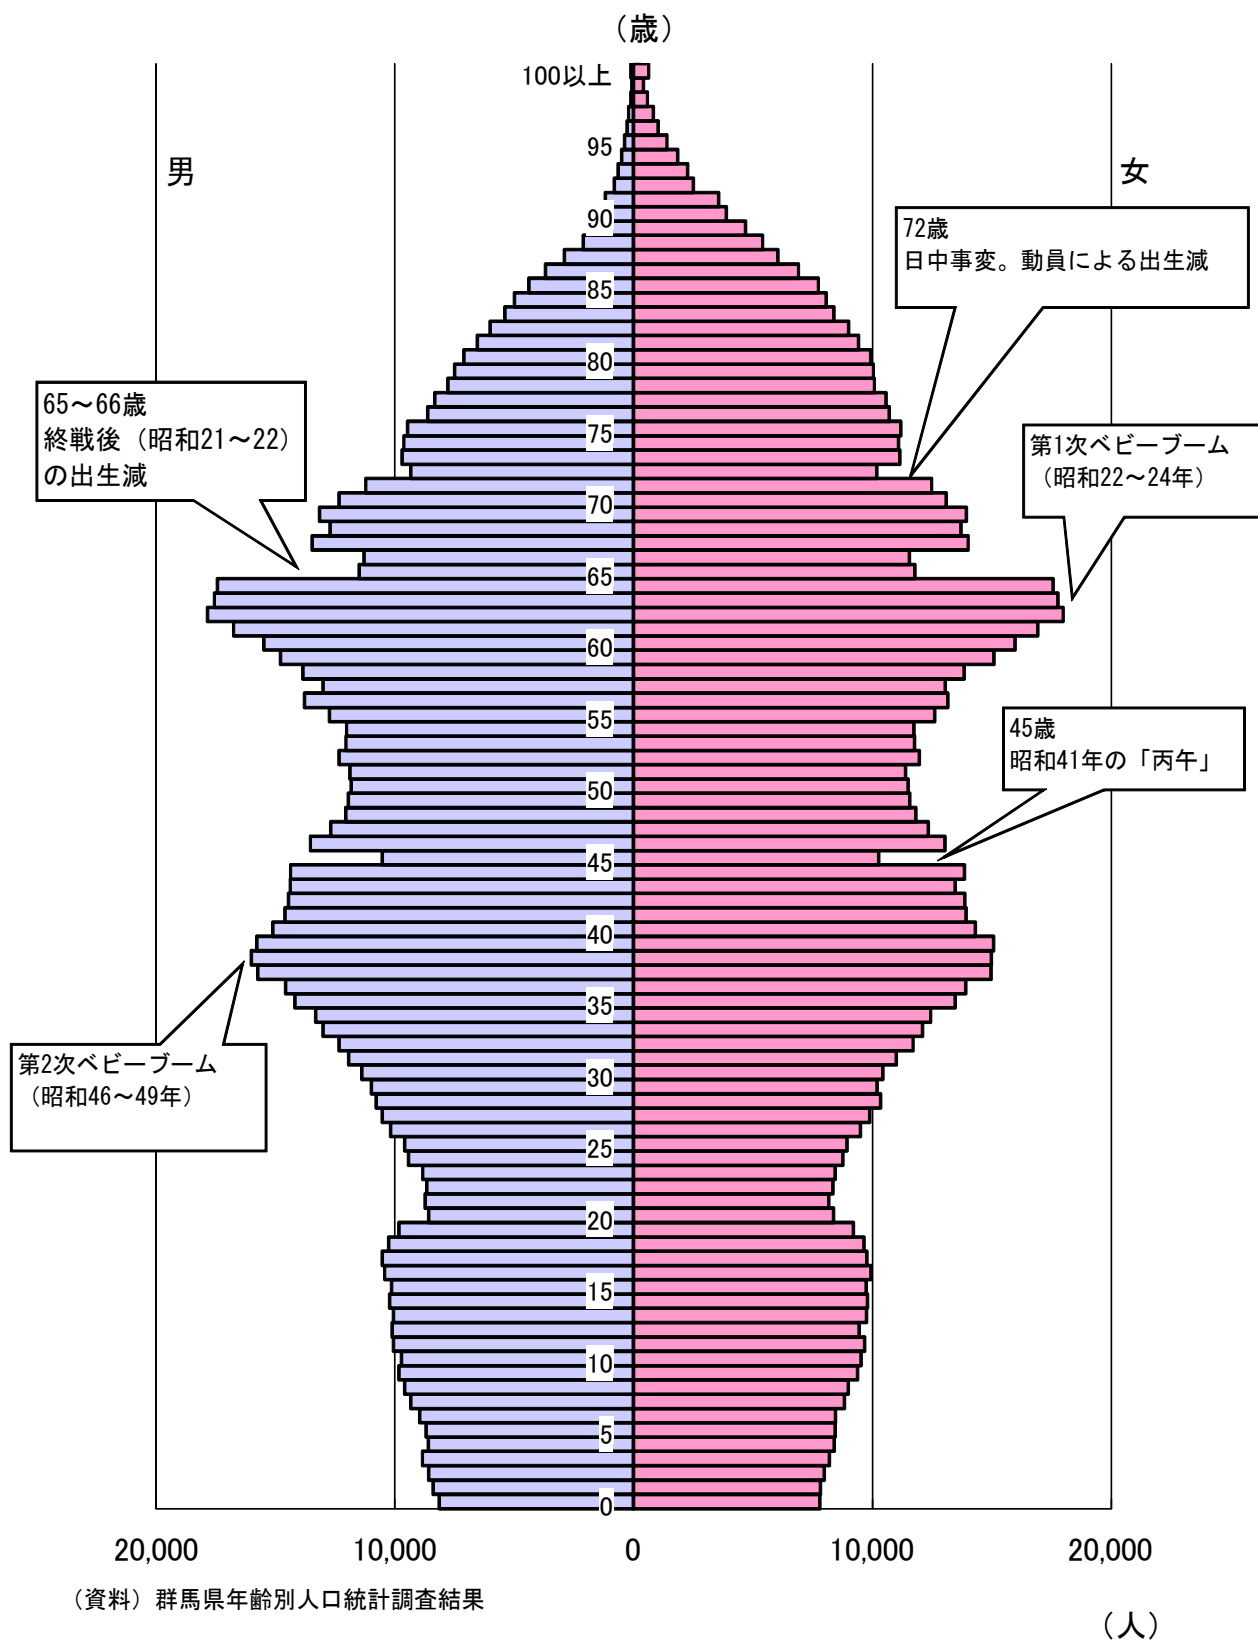 （歳）
100以上
95
男
女
90
72歳
日中事変。動員による出生減
85
80
65～66歳
終戦後（昭和21～22）
の出生減
75
第1次ベビーブーム
（昭和22～24年）
70
65
60
55
45歳
昭和41年の「丙午」
50
45
40
35
第2次ベビーブーム
（昭和46～49年）
30
25
20
15
10
5
0
20,000
10,000
0
10,000
20,000
（資料）群馬県年齢別人口統計調査結果
（人）